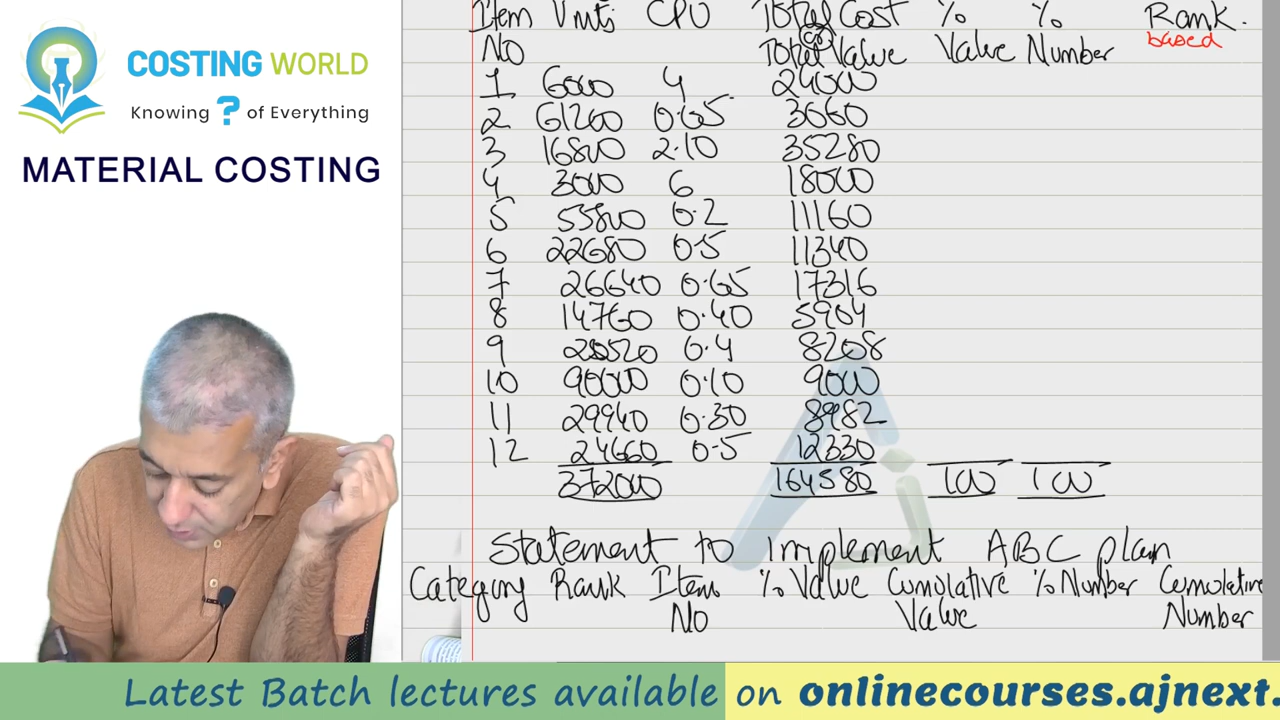 COSTING WORLD
Knowing ? of Everything
MATERIAL COSTING
Item Units CPU Total Cost % % Rank.
No (or) Total Value Value Number based
1 6000 4 24000
2 61200 0.05 3060
3 16800 2.10 35280
4 3000 6 18000
5 55800 0.2 11160
6 22680 0.5 11340
7 26640 0.65 17316
8 14760 0.40 5904
9 20520 0.4 8208
10 90000 0.10 9000
11 29940 0.30 8982
12 24660 0.5 12330
372000 164580 100 100
Statement to implement ABC plan
Category Rank Item % Value Cumulative % Number Cumulative
No Value Number
Latest Batch lectures available on onlinecourses.ajnext.